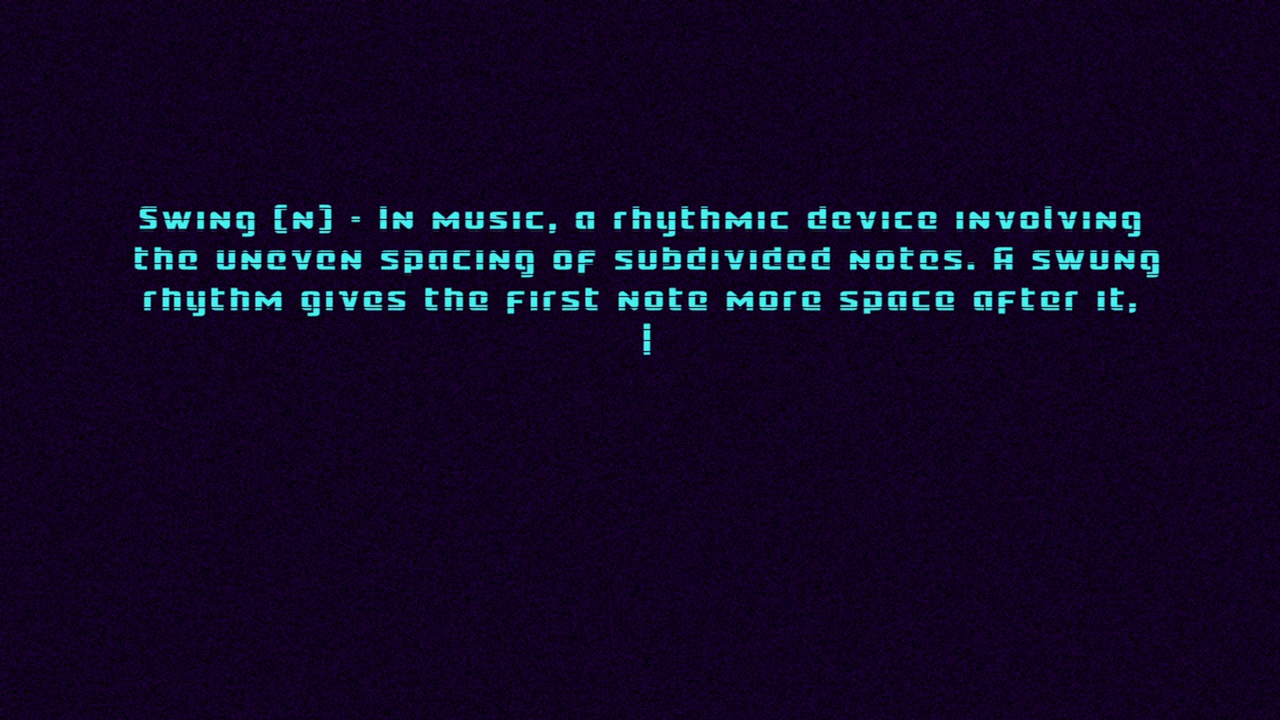 Swing (n) - In music, a rhythmic device involving
the uneven spacing of subdivided notes. A swung
rhythm gives the first note more space after it,
|